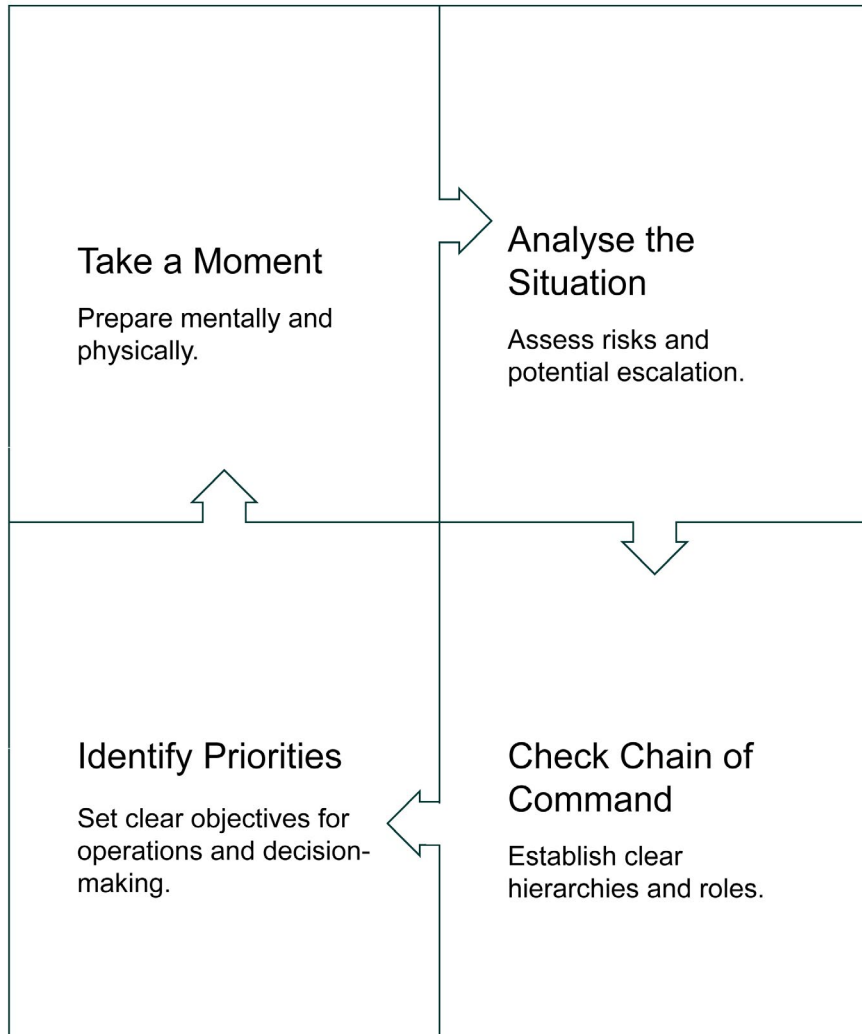 Take a Moment
Prepare mentally and
physically.
Analyse the
Situation
Assess risks and
potential escalation.
Check Chain of
Command
Establish clear
hierarchies and roles.
Identify Priorities
Set clear objectives for
operations and decision-
making.